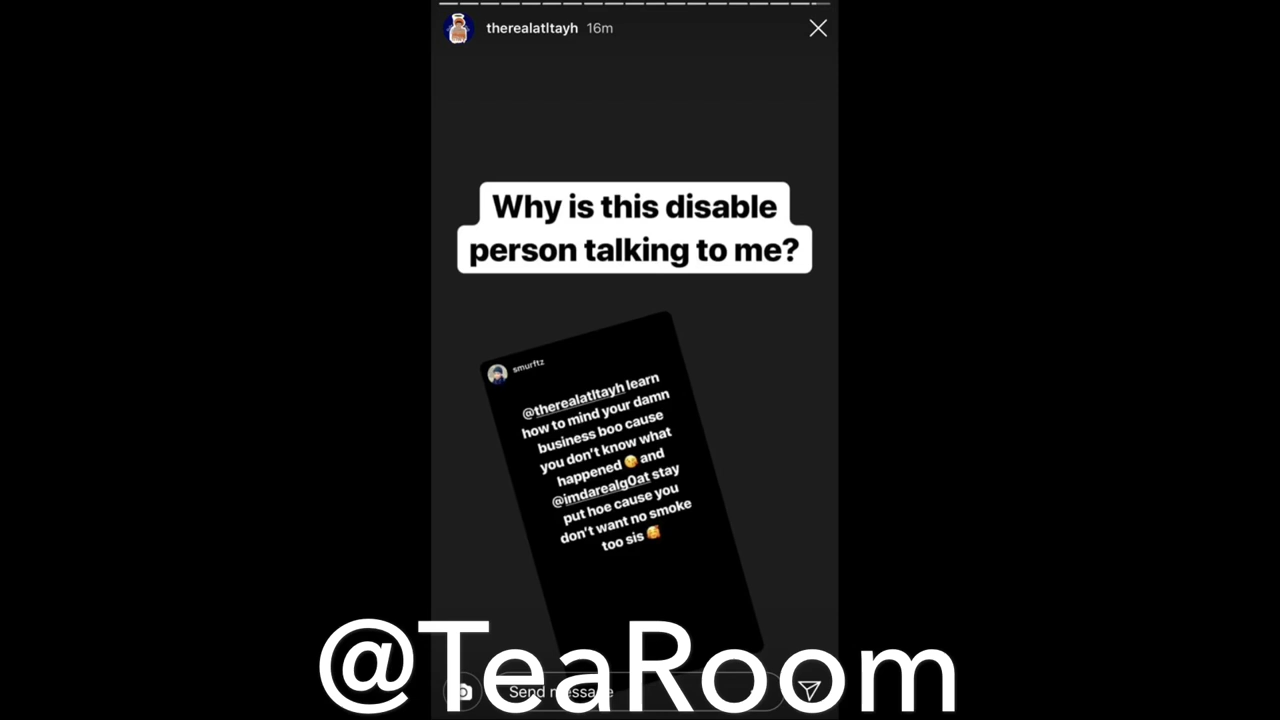 therealatltayh 16m
Why is this disable
person talking to me?
smurftz
@therealatltayh learn
how to mind your damn
business boo cause
you don't know what
happened 😗 and
@imdarealg0at stay
put hoe cause you
don't want no smoke
too sis 🥰
@TeaRoom
Send message